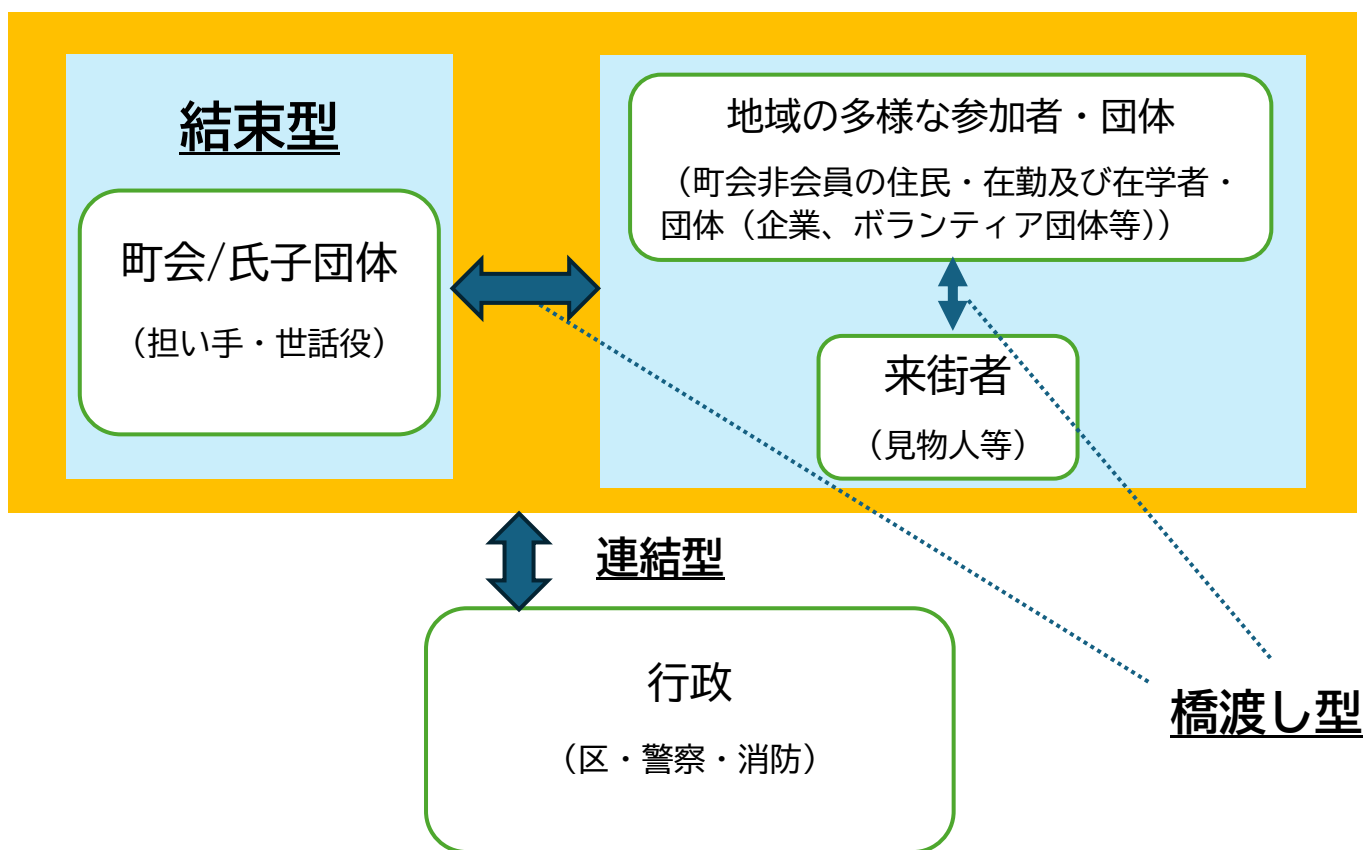 結束型
町会/氏子団体
（担い手・世話役）
地域の多様な参加者・団体
（町会非会員の住民・在勤及び在学者・
団体（企業、ボランティア団体等））
来街者
（見物人等）
連結型
行政
（区・警察・消防）
橋渡し型